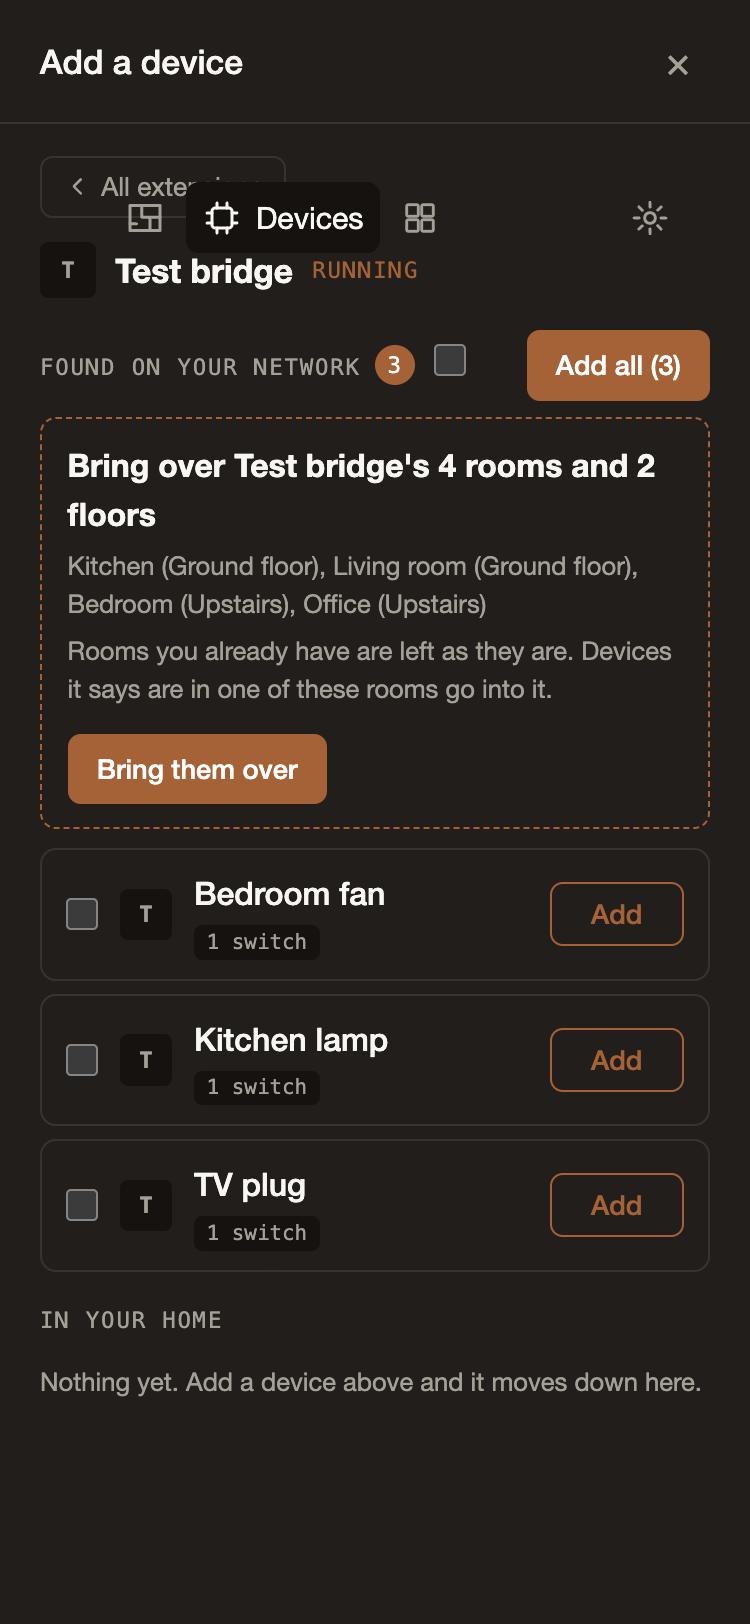 Add a device
All exten
Devices
T Test bridge RUNNING
FOUND ON YOUR NETWORK 3 Add all (3)
Bring over Test bridge's 4 rooms and 2
floors
Kitchen (Ground floor), Living room (Ground floor),
Bedroom (Upstairs), Office (Upstairs)
Rooms you already have are left as they are. Devices
it says are in one of these rooms go into it.
Bring them over
T Bedroom fan Add
1 switch
T Kitchen lamp Add
1 switch
T TV plug Add
1 switch
IN YOUR HOME
Nothing yet. Add a device above and it moves down here.